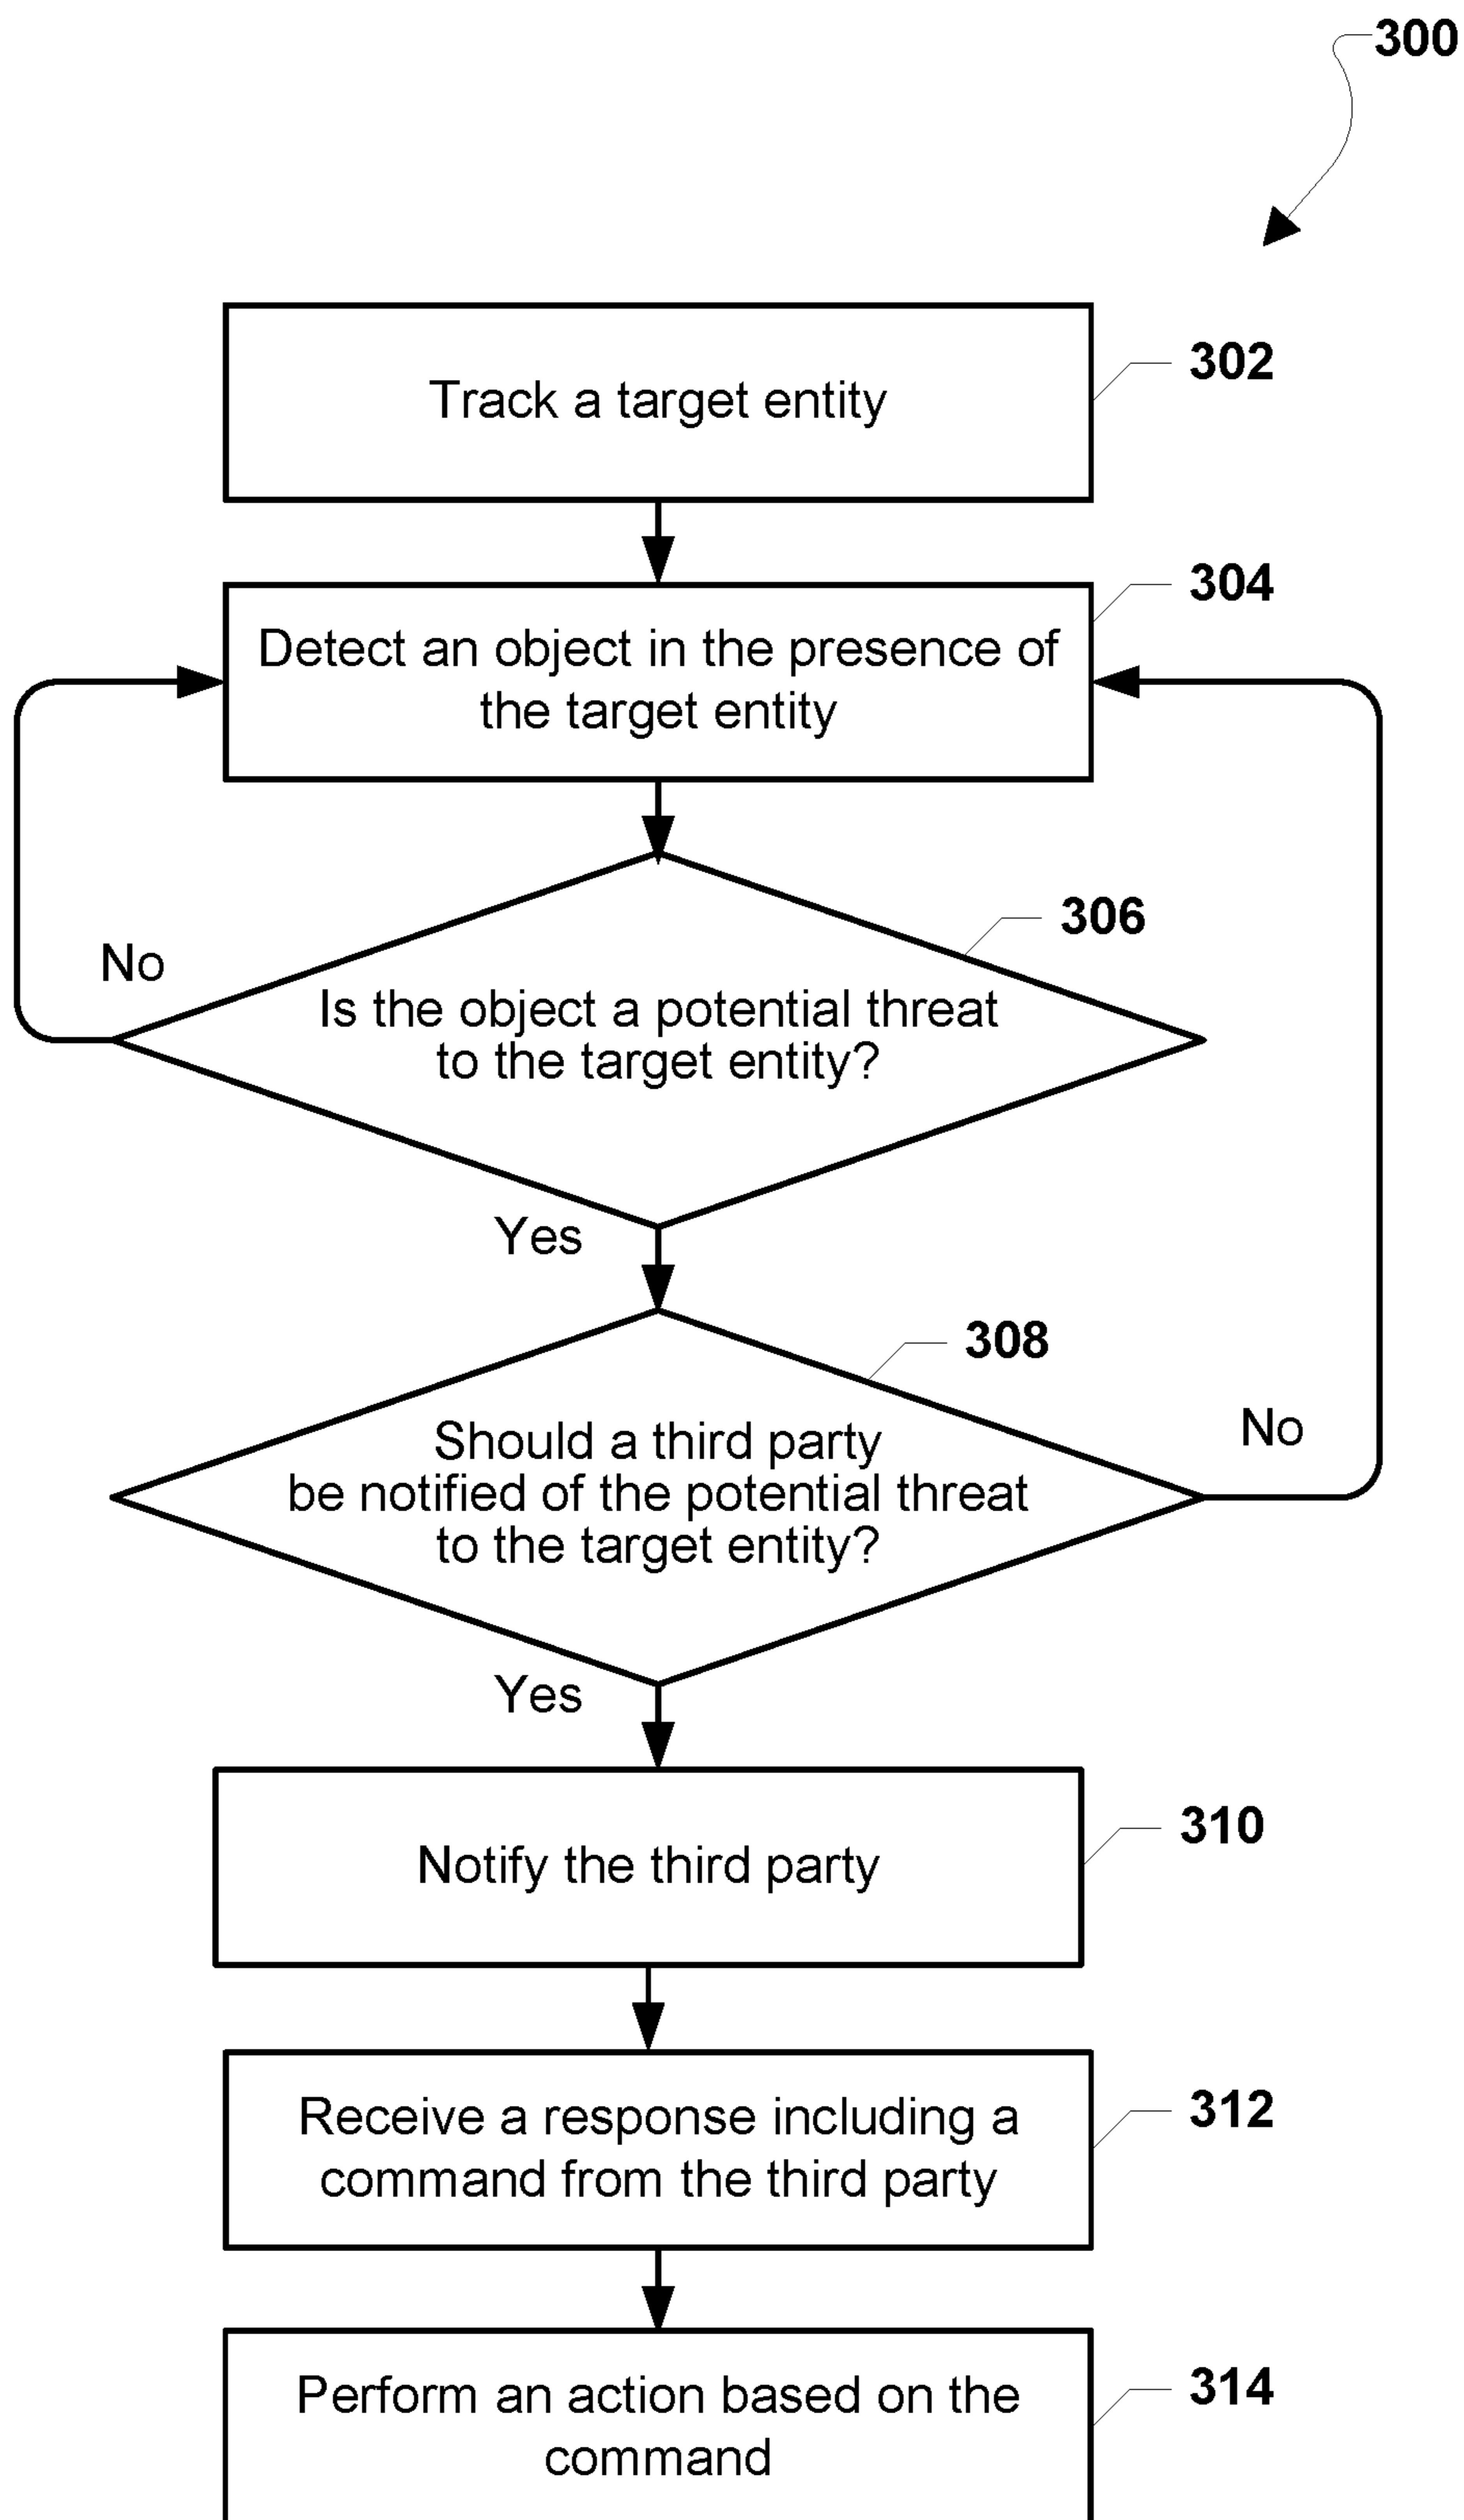 300
Track a target entity
302
304
Detect an object in the presence of
the target entity
306
No
Is the object a potential threat
to the target entity?
Yes
308
Should a third party
be notified of the potential threat
to the target entity?
No
Yes
310
Notify the third party
312
Receive a response including a
command from the third party
314
Perform an action based on the
command